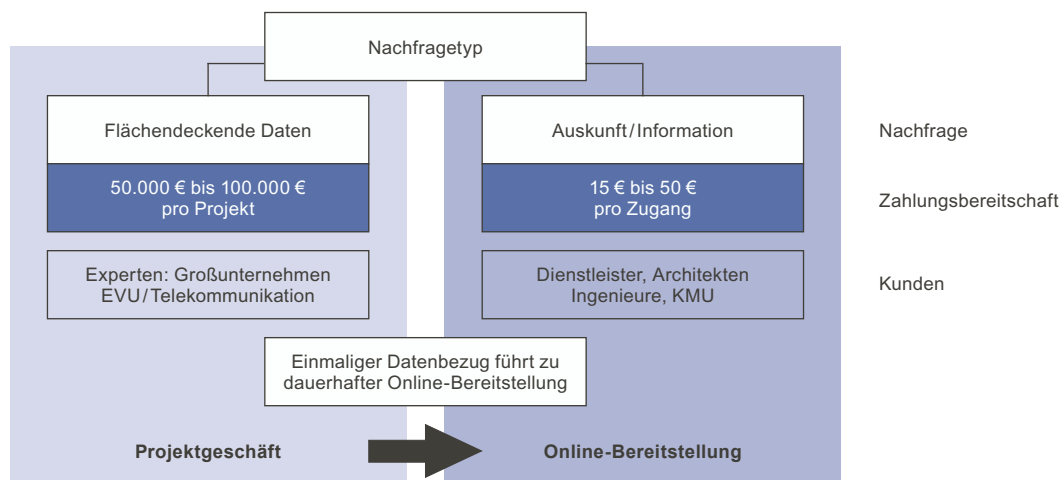 Nachfragetyp
Flächendeckende Daten
Auskunft/Information
Nachfrage
50.000 € bis 100.000 €
pro Projekt
15 € bis 50 €
pro Zugang
Zahlungsbereitschaft
Experten: Großunternehmen
EVU/Telekommunikation
Dienstleister, Architekten
Ingenieure, KMU
Kunden
Einmaliger Datenbezug führt zu
dauerhafter Online-Bereitstellung
Projektgeschäft
Online-Bereitstellung